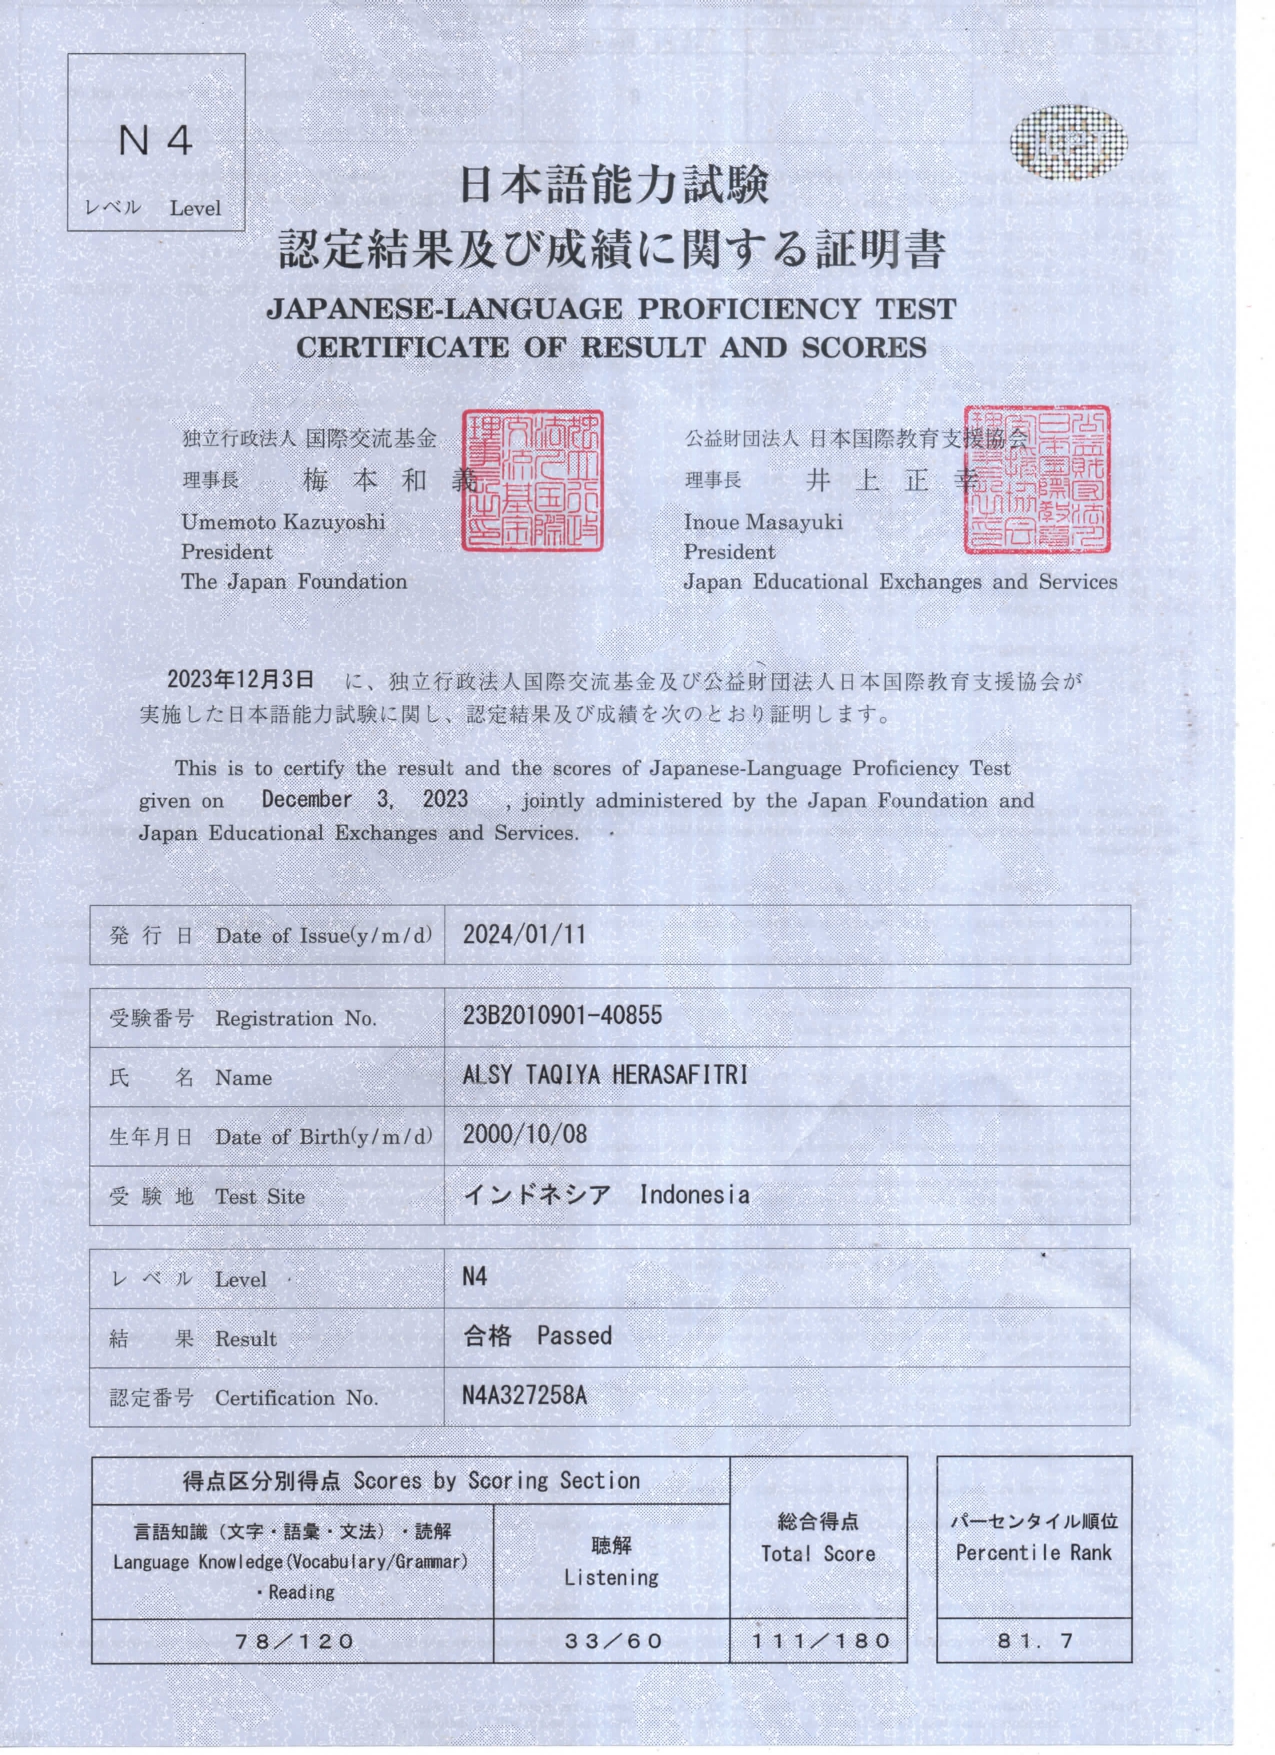 N4
レベル Level
日本語能力試験
認定結果及び成績に関する証明書
JAPANESE-LANGUAGE PROFICIENCY TEST
CERTIFICATE OF RESULT AND SCORES
独立行政法人 国際交流基金
理事長 梅本和義
Umemoto Kazuyoshi
President
The Japan Foundation
公益財団法人 日本国際教育支援協会
理事長 井上正幸
Inoue Masayuki
President
Japan Educational Exchanges and Services
2023年12月3日 に、独立行政法人国際交流基金及び公益財団法人日本国際教育支援協会が
実施した日本語能力試験に関し、認定結果及び成績を次のとおり証明します。
This is to certify the result and the scores of Japanese-Language Proficiency Test
given on December 3, 2023 , jointly administered by the Japan Foundation and
Japan Educational Exchanges and Services.
発行日 Date of Issue(y/m/d) 2024/01/11
受験番号 Registration No. 23B2010901-40855
氏名 Name ALSY TAQIYA HERASAFITRI
生年月日 Date of Birth(y/m/d) 2000/10/08
受験地 Test Site インドネシア Indonesia
レベル Level N4
結果 Result 合格 Passed
認定番号 Certification No. N4A327258A
得点区分別得点 Scores by Scoring Section
言語知識（文字・語彙・文法）・読解
Language Knowledge(Vocabulary/Grammar)
・Reading
聴解
Listening
総合得点
Total Score
パーセンタイル順位
Percentile Rank
78/120 33/60 111/180 81.7